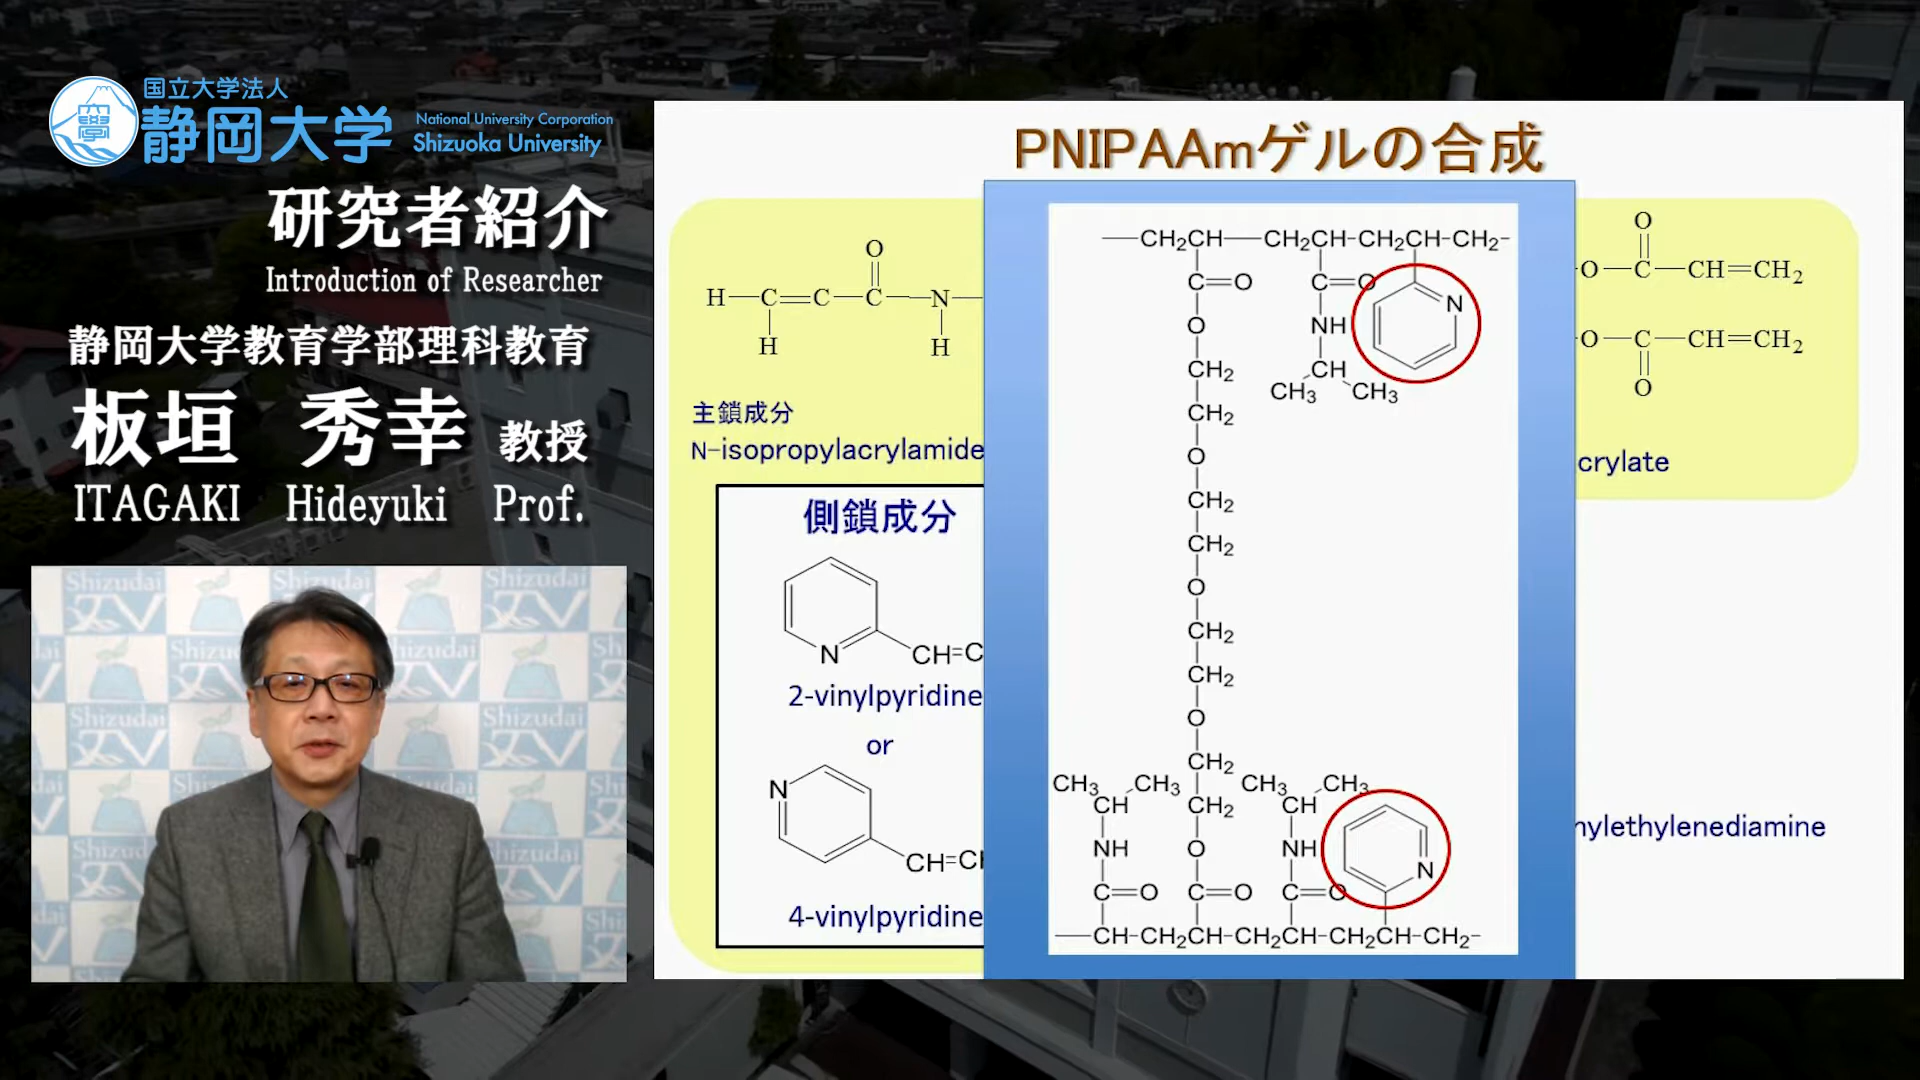 国立大学法人
静岡大学
National University Corporation
Shizuoka University
研究者紹介
Introduction of Researcher
静岡大学教育学部理科教育
板垣 秀幸 教授
ITAGAKI Hideyuki Prof.
Shizudai TV
PNIPAAmゲルの合成
O
H—C=C—C—N—
H H
主鎖成分
N-isopropylacrylamide
側鎖成分
N
CH=C
2-vinylpyridine
or
N
CH=CH
4-vinylpyridine
—CH2CH—CH2CH-CH2CH-CH2-
C=O C=O
N
O NH
CH2 CH
CH3 CH3
CH2
O
CH2
CH2
O
CH2
CH2
O
CH2
CH3 CH3 CH3 CH3
CH CH2 CH
NH O NH
N
C=O C=O C=O
—CH-CH2CH-CH2CH-CH2CH-CH2-
O
-O—C—CH=CH2
-O—C—CH=CH2
O
crylate
nylethylenediamine